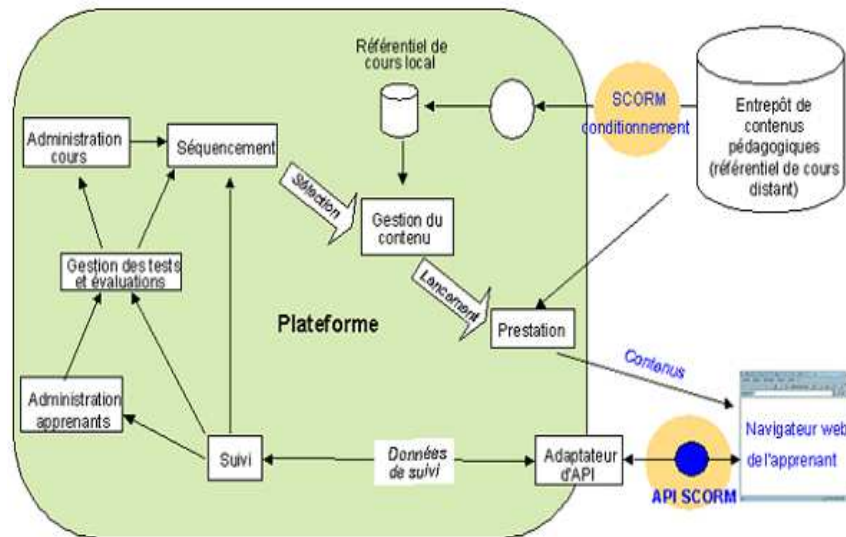 Référentiel de
cours local
SCORM
conditionnement
Entrepôt de
contenus
pédagogiques
(référentiel de cours
distant)
Administration
cours
Séquencement
Sélection
Gestion du
contenu
Gestion des tests
et évaluations
Lancement
Plateforme
Prestation
Contenus
Administration
apprenants
Navigateur web
de l'apprenant
Suivi
Données
de suivi
Adaptateur
d'API
API SCORM